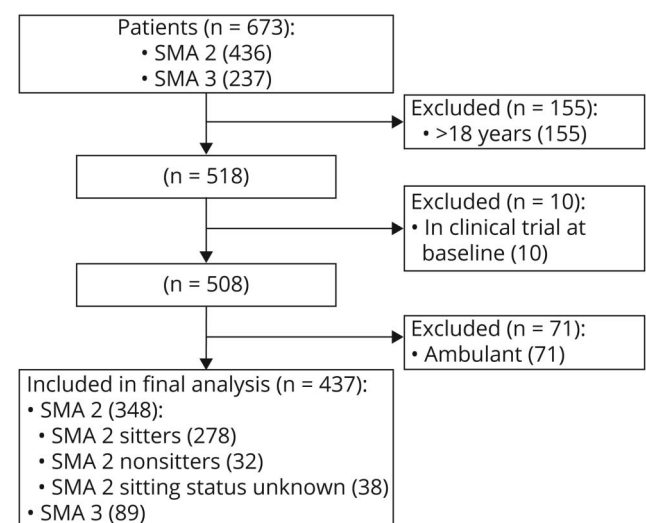 Patients (n = 673):
• SMA 2 (436)
• SMA 3 (237)
Excluded (n = 155):
• >18 years (155)
(n = 518)
Excluded (n = 10):
• In clinical trial at
baseline (10)
(n = 508)
Excluded (n = 71):
• Ambulant (71)
Included in final analysis (n = 437):
• SMA 2 (348):
• SMA 2 sitters (278)
• SMA 2 nonsitters (32)
• SMA 2 sitting status unknown (38)
• SMA 3 (89)